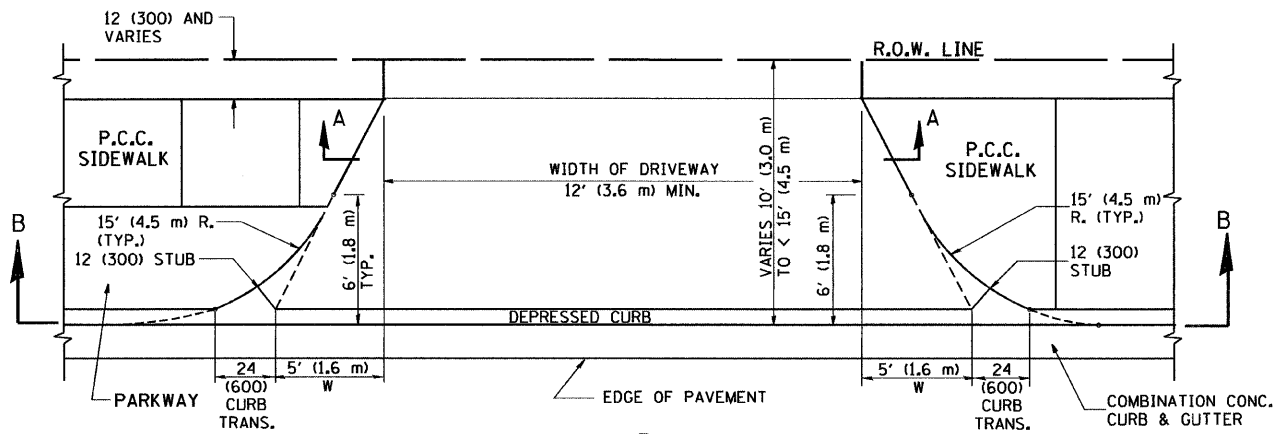 12 (300) AND
VARIES
R.O.W. LINE
A
A
P.C.C.
SIDEWALK
P.C.C.
SIDEWALK
WIDTH OF DRIVEWAY
12' (3.6 m) MIN.
VARIES 10' (3.0 m)
TO < 15' (4.5 m)
15' (4.5 m) R.
(TYP.)
12 (300) STUB
6' (1.8 m)
TYP.
6' (1.8 m)
15' (4.5 m)
R. (TYP.)
12 (300)
STUB
B
B
DEPRESSED CURB
24
(600)
CURB
TRANS.
5' (1.6 m)
W
5' (1.6 m)
W
24
(600)
CURB
TRANS.
PARKWAY
EDGE OF PAVEMENT
COMBINATION CONC.
CURB & GUTTER